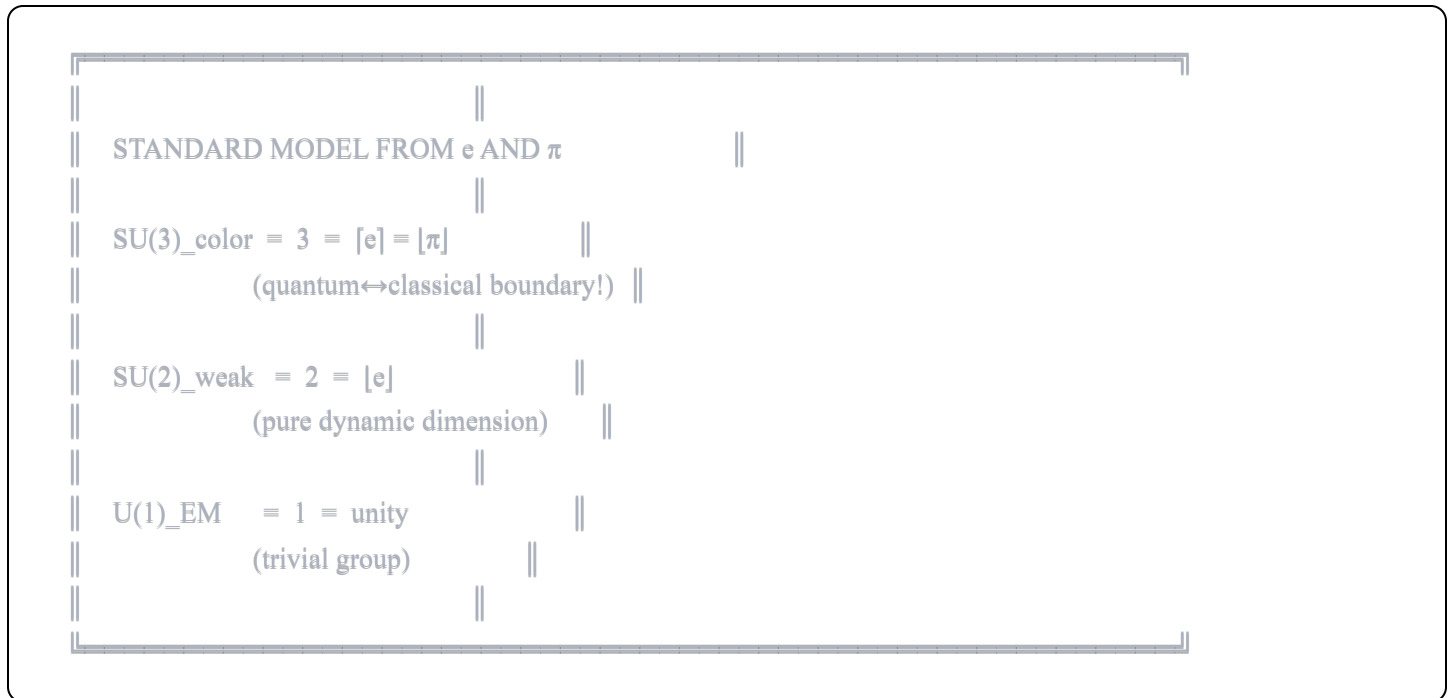 STANDARD MODEL FROM e AND π
SU(3)_color = 3 = ⌈e⌉ = ⌊π⌋
(quantum↔classical boundary!)
SU(2)_weak = 2 = ⌊e⌋
(pure dynamic dimension)
U(1)_EM = 1 = unity
(trivial group)